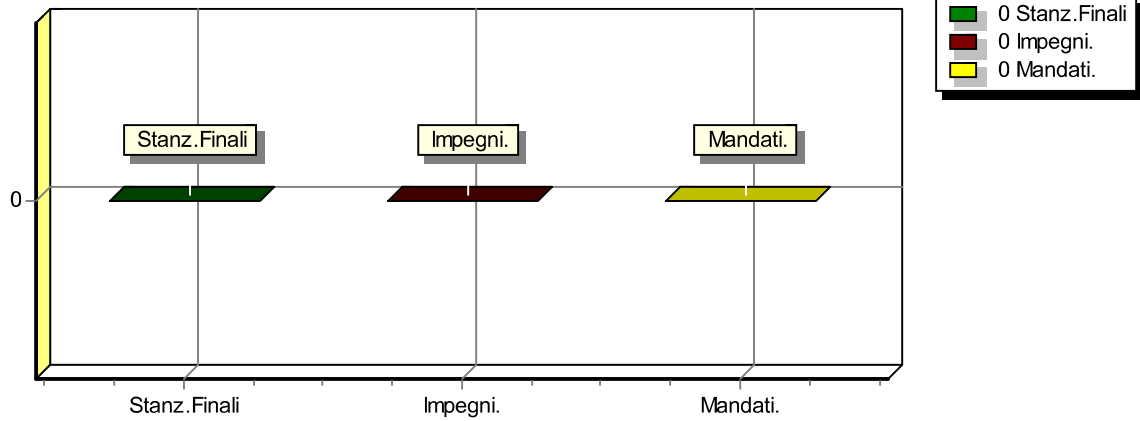 0 Stanz.Finali
0 Impegni.
0 Mandati.
Stanz.Finali
Impegni.
Mandati.
0
Stanz.Finali
Impegni.
Mandati.